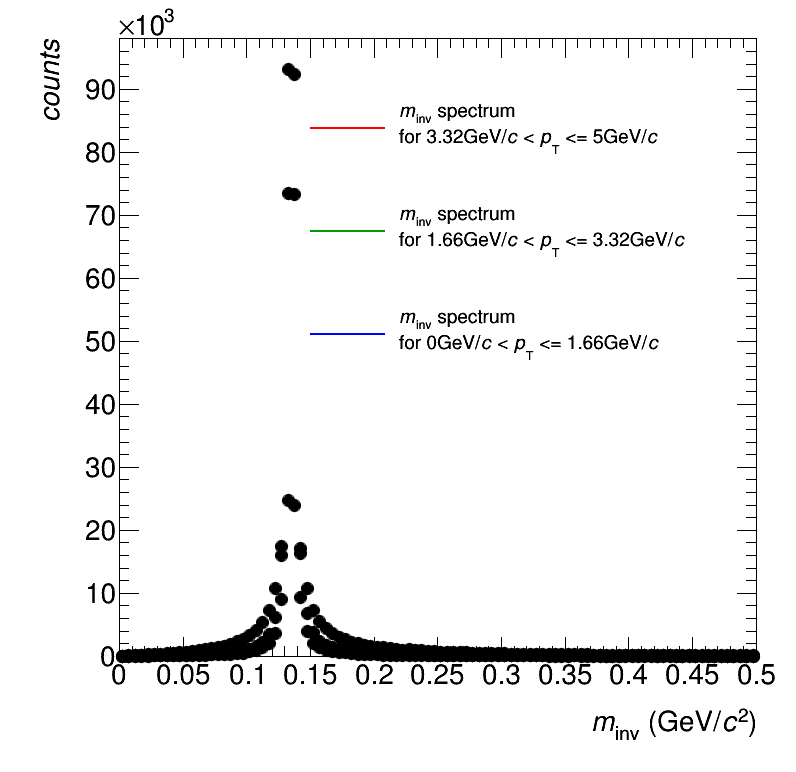 ×10³
counts
90
80
70
60
50
40
30
20
10
0
m_inv spectrum
for 3.32GeV/c < p_T <= 5GeV/c
m_inv spectrum
for 1.66GeV/c < p_T <= 3.32GeV/c
m_inv spectrum
for 0GeV/c < p_T <= 1.66GeV/c
0 0.05 0.1 0.15 0.2 0.25 0.3 0.35 0.4 0.45 0.5
m_inv (GeV/c²)